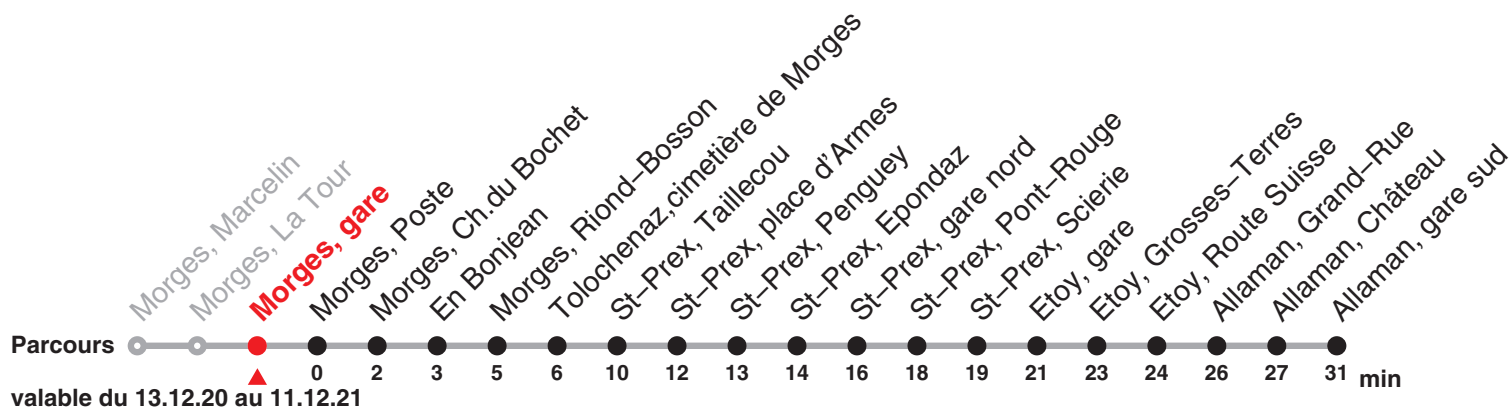 Morges, Marcelin
Morges, La Tour
Morges, gare
Morges, Poste
Morges, Ch.du Bochet
En Bonjean
Morges, Riond–Bosson
Tolochenaz, cimetière de Morges
St–Prex, Taillecou
St–Prex, place d'Armes
St–Prex, Penguey
St–Prex, Epondaz
St–Prex, gare nord
St–Prex, Pont–Rouge
St–Prex, Scierie
Etoy, gare
Etoy, Grosses–Terres
Etoy, Route Suisse
Allaman, Grand–Rue
Allaman, Château
Allaman, gare sud
Parcours
0 2 3 5 6 10 12 13 14 16 18 19 21 23 24 26 27 31 min
valable du 13.12.20 au 11.12.21